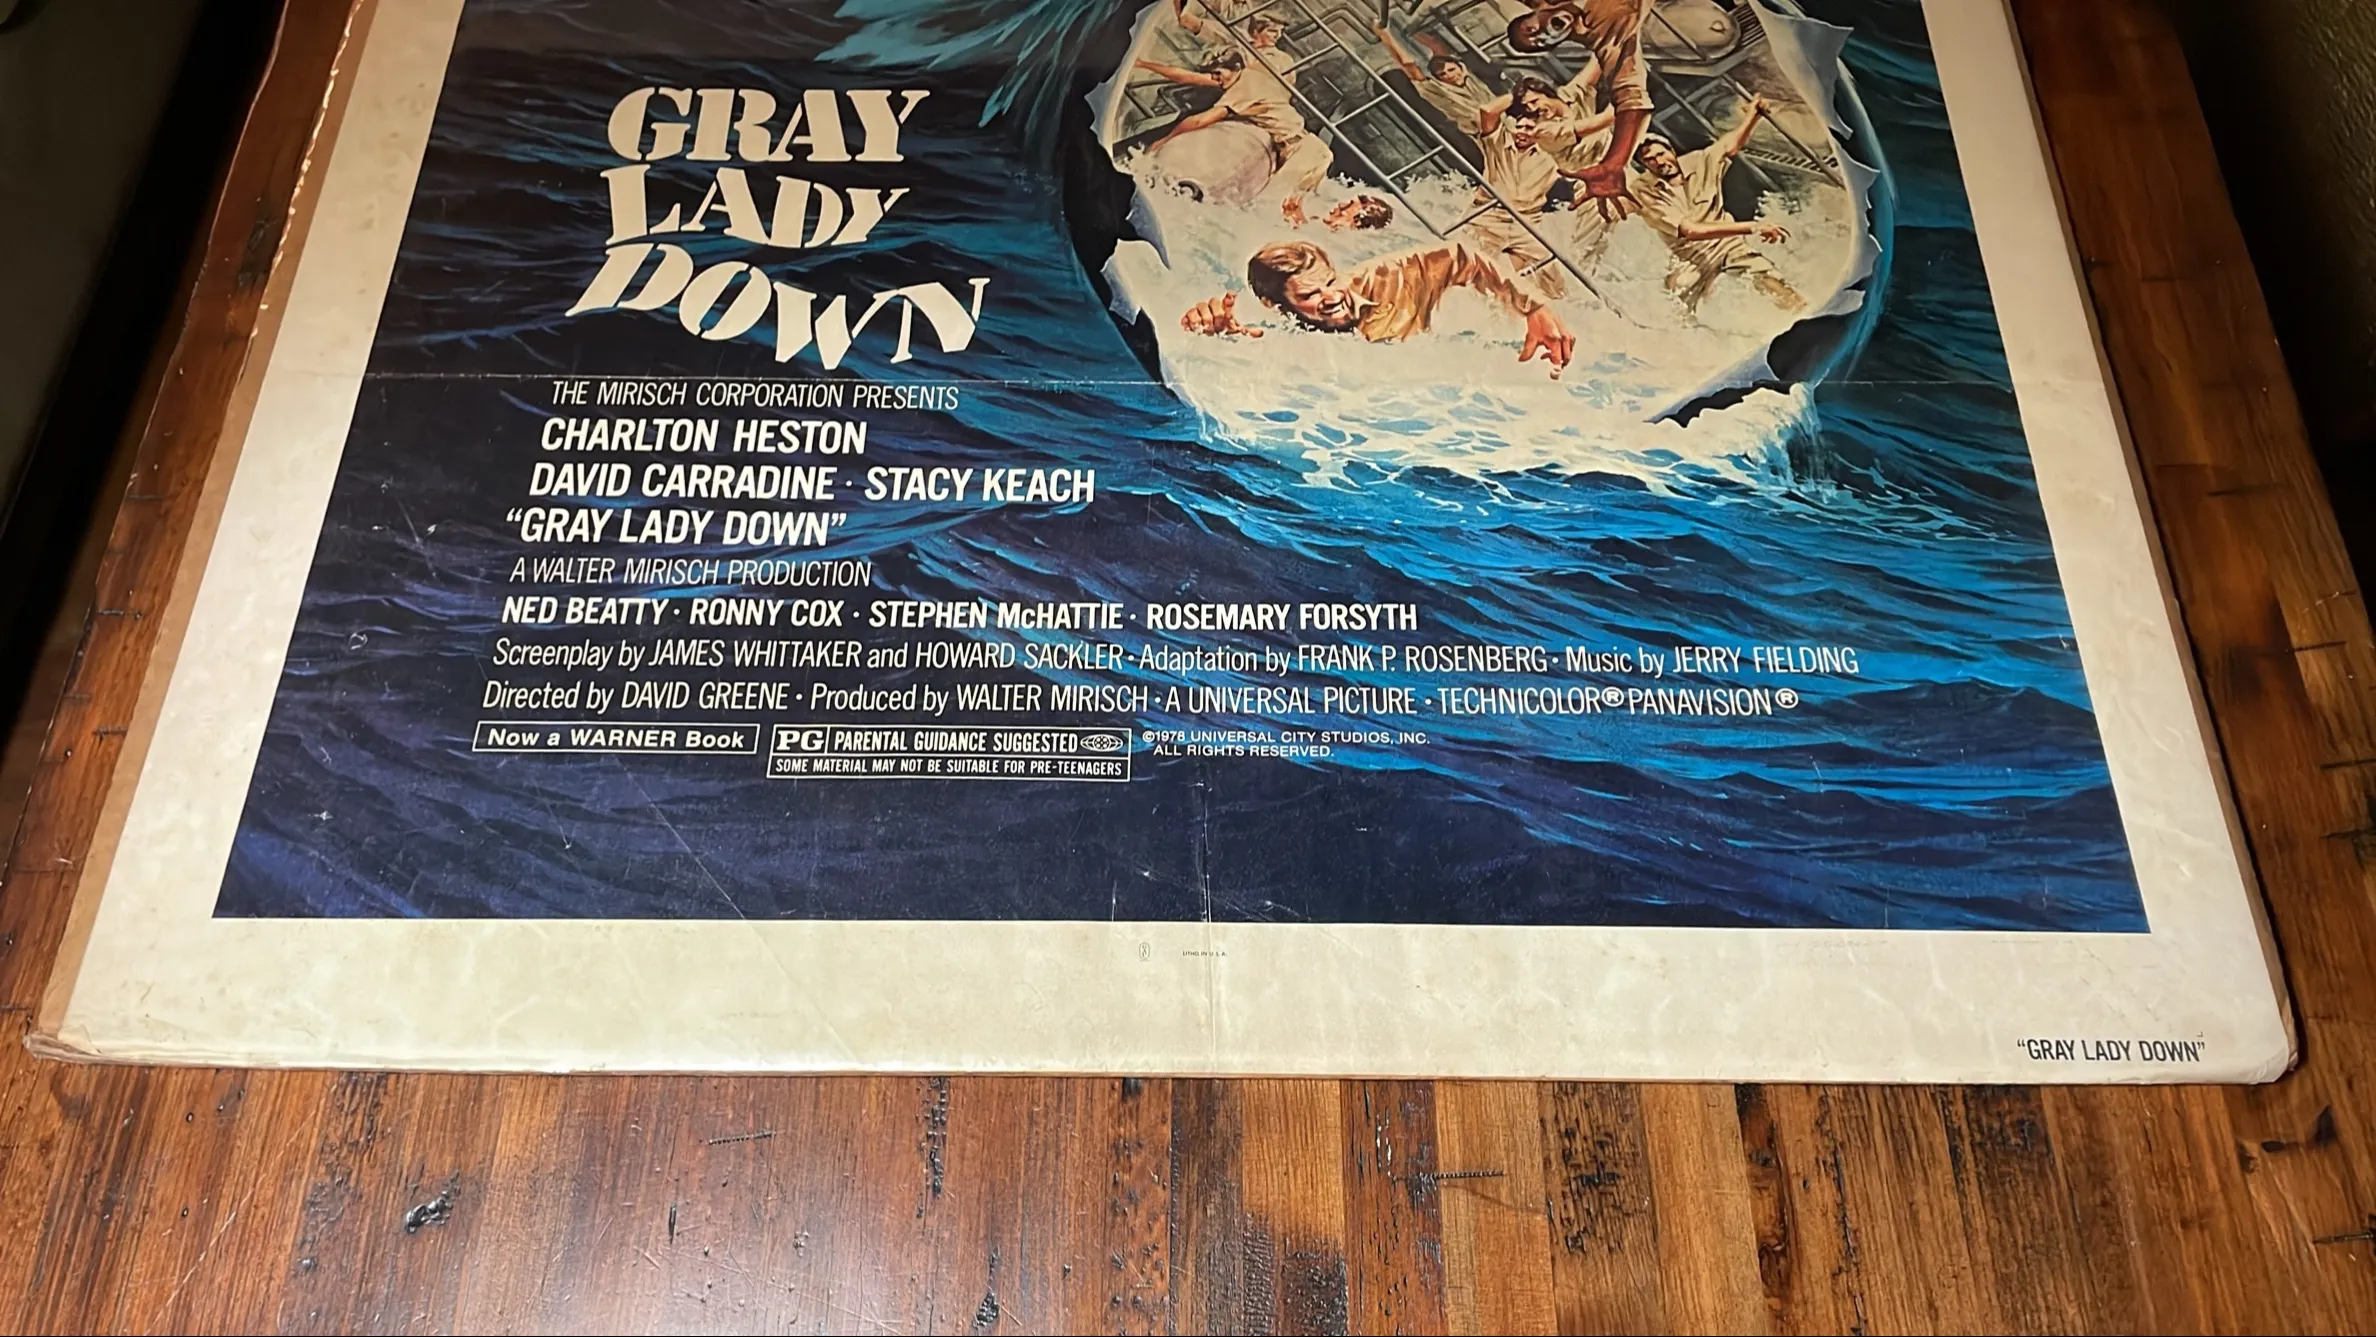 GRAY
LADY
DOWN
THE MIRISCH CORPORATION PRESENTS
CHARLTON HESTON
DAVID CARRADINE · STACY KEACH
“GRAY LADY DOWN”
A WALTER MIRISCH PRODUCTION
NED BEATTY · RONNY COX · STEPHEN McHATTIE · ROSEMARY FORSYTH
Screenplay by JAMES WHITTAKER and HOWARD SACKLER · Adaptation by FRANK P. ROSENBERG · Music by JERRY FIELDING
Directed by DAVID GREENE · Produced by WALTER MIRISCH · A UNIVERSAL PICTURE · TECHNICOLOR® PANAVISION®
Now a WARNER Book
PG PARENTAL GUIDANCE SUGGESTED
SOME MATERIAL MAY NOT BE SUITABLE FOR PRE-TEENAGERS
©1978 UNIVERSAL CITY STUDIOS, INC.
ALL RIGHTS RESERVED.
LITHO. IN U.S.A.
“GRAY LADY DOWN”